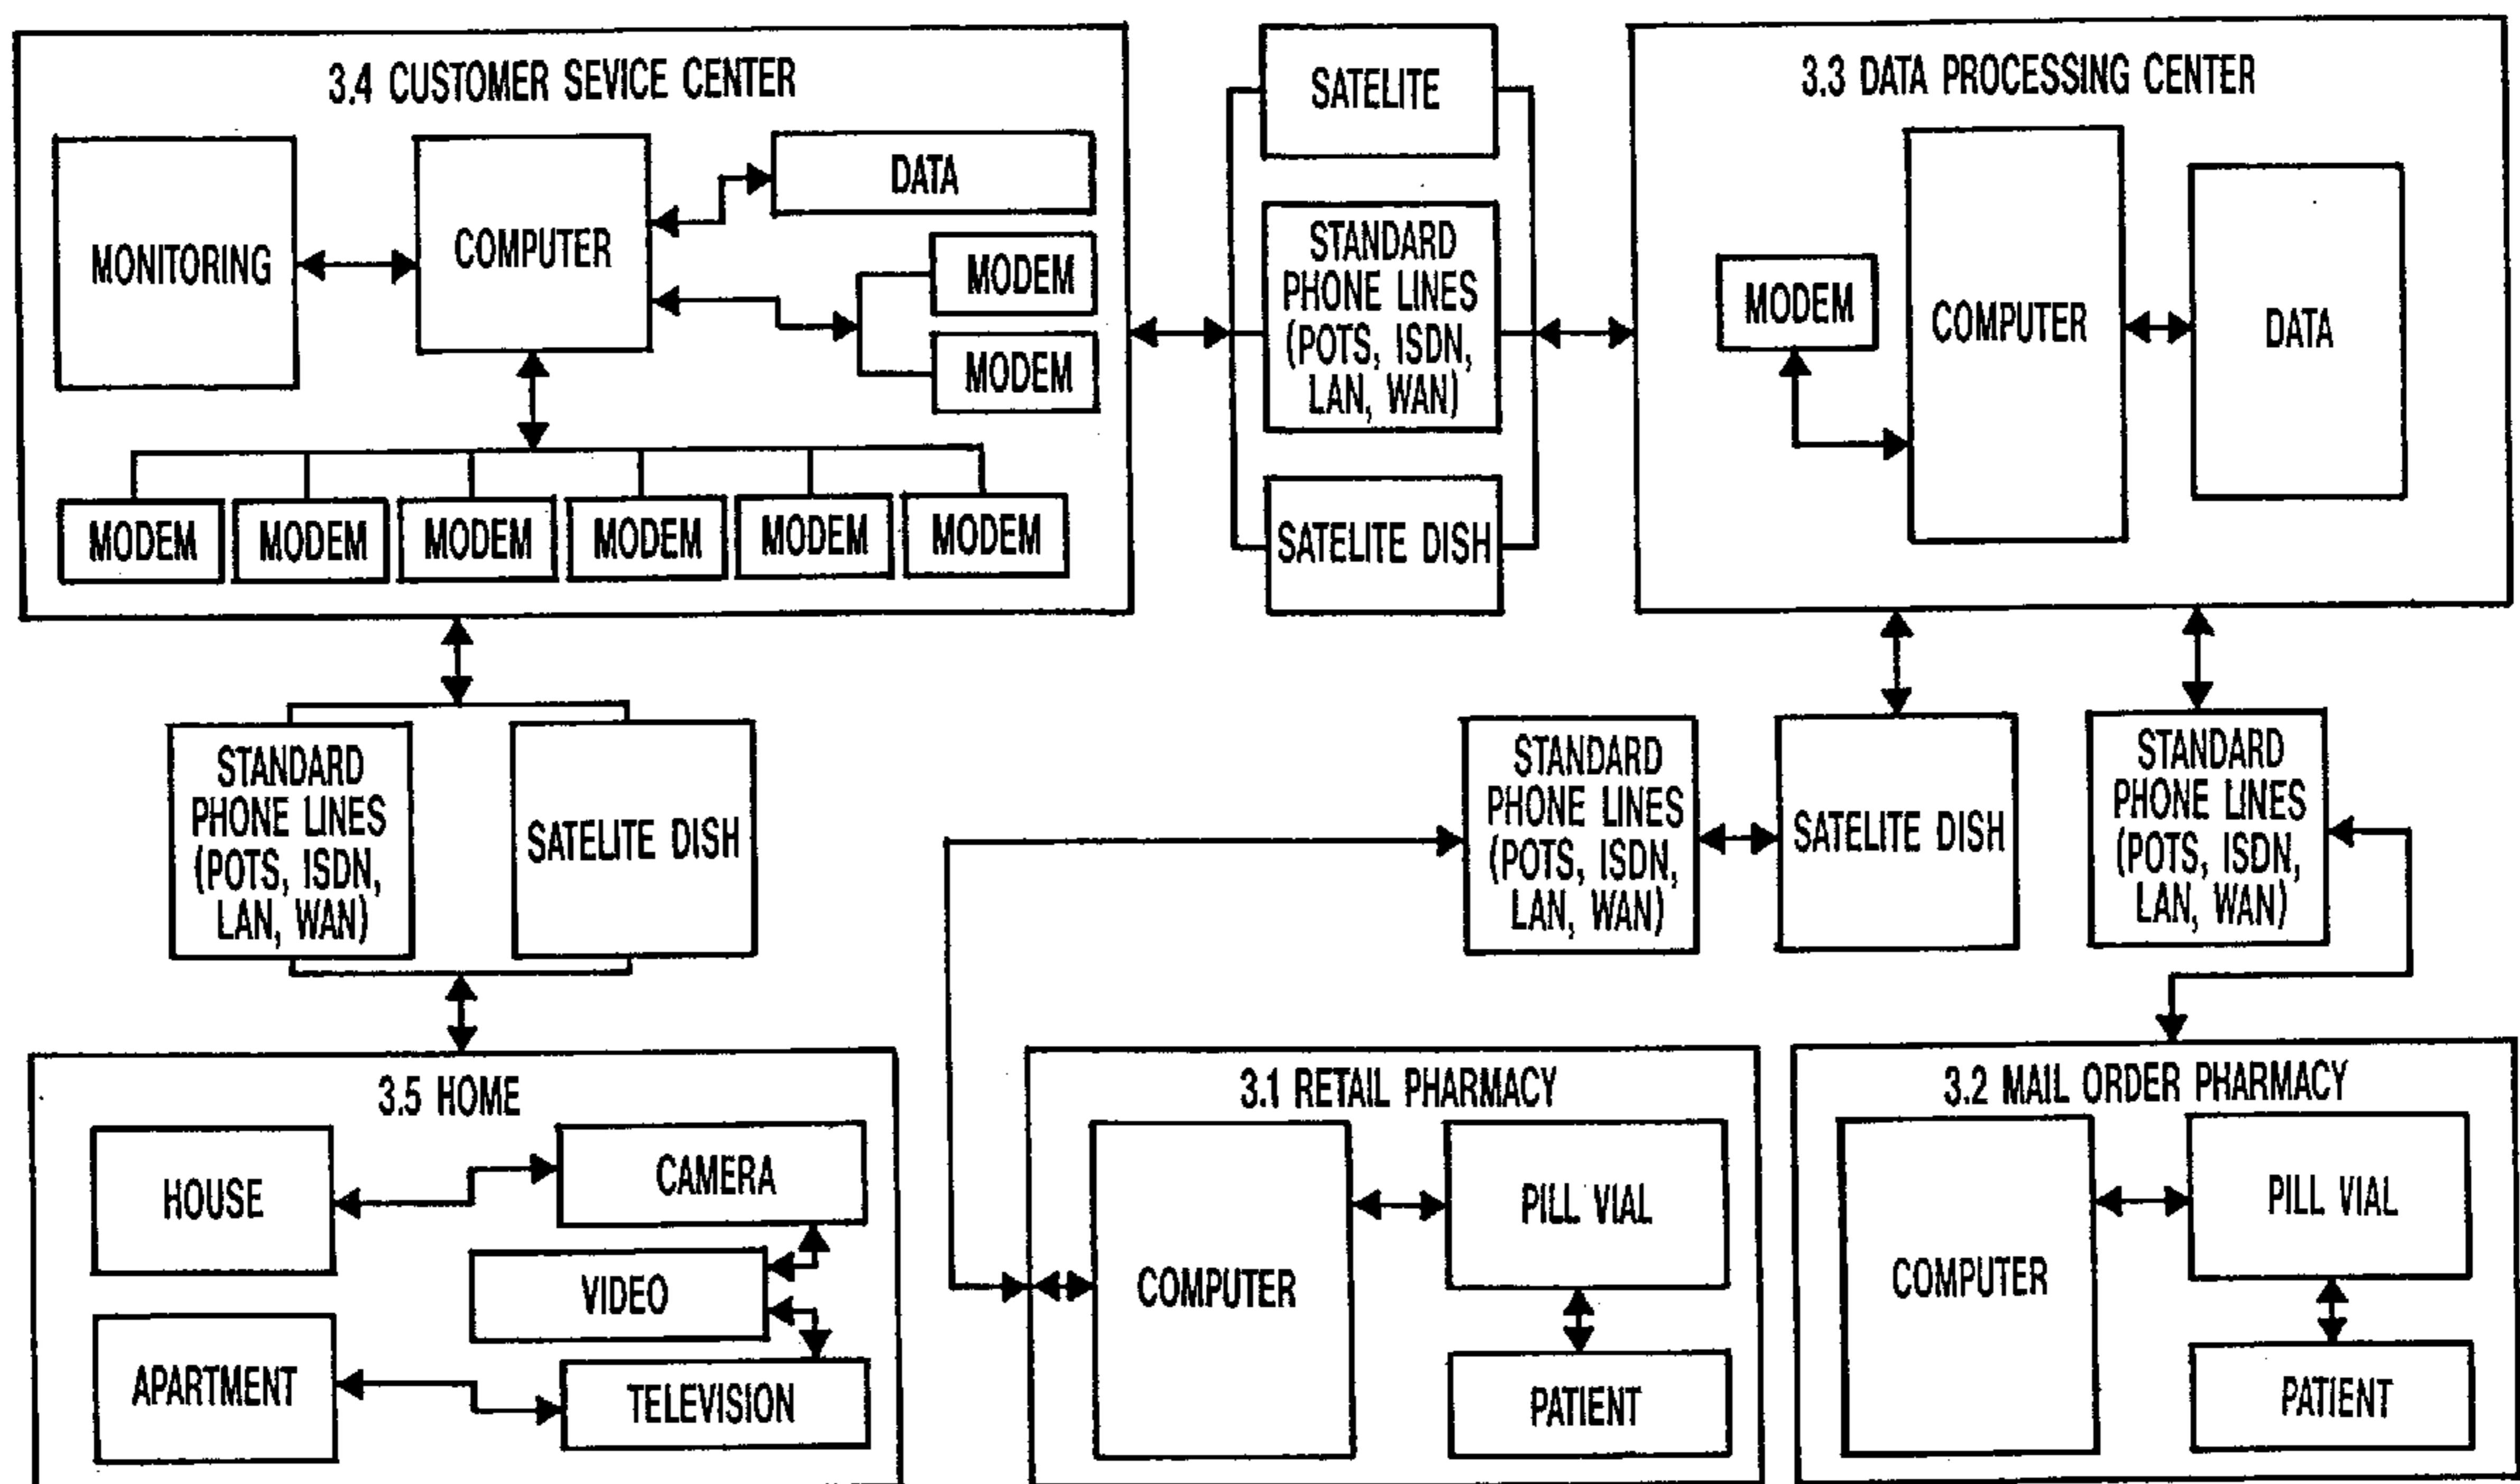 3.4 CUSTOMER SEVICE CENTER
MONITORING
COMPUTER
DATA
MODEM
MODEM
MODEM
MODEM
MODEM
MODEM
MODEM
MODEM
SATELITE
STANDARD
PHONE LINES
(POTS, ISDN,
LAN, WAN)
SATELITE DISH
3.3 DATA PROCESSING CENTER
MODEM
COMPUTER
DATA
STANDARD
PHONE LINES
(POTS, ISDN,
LAN, WAN)
SATELITE DISH
STANDARD
PHONE LINES
(POTS, ISDN,
LAN, WAN)
SATELITE DISH
STANDARD
PHONE LINES
(POTS, ISDN,
LAN, WAN)
3.5 HOME
HOUSE
CAMERA
VIDEO
APARTMENT
TELEVISION
3.1 RETAIL PHARMACY
COMPUTER
PILL VIAL
PATIENT
3.2 MAIL ORDER PHARMACY
COMPUTER
PILL VIAL
PATIENT